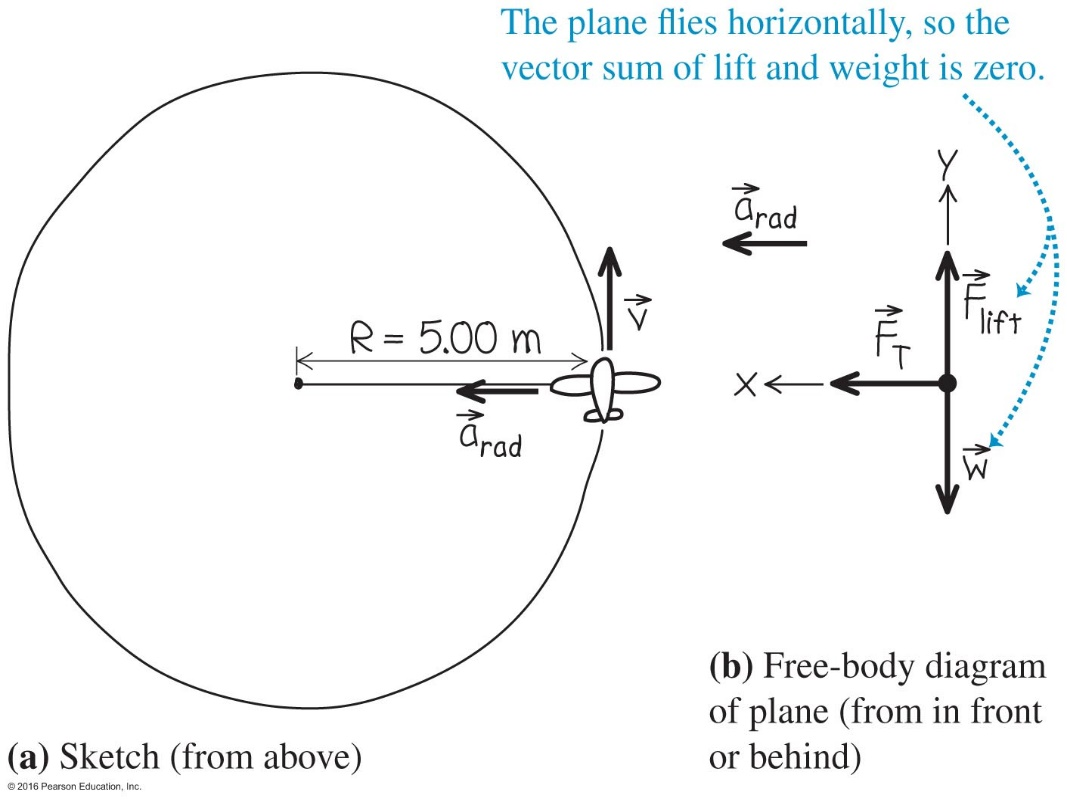 The plane flies horizontally, so the
vector sum of lift and weight is zero.
Y
a rad
F lift
V
R = 5.00 m
F T
X
a rad
W
(b) Free-body diagram
of plane (from in front
or behind)
(a) Sketch (from above)
© 2016 Pearson Education, Inc.